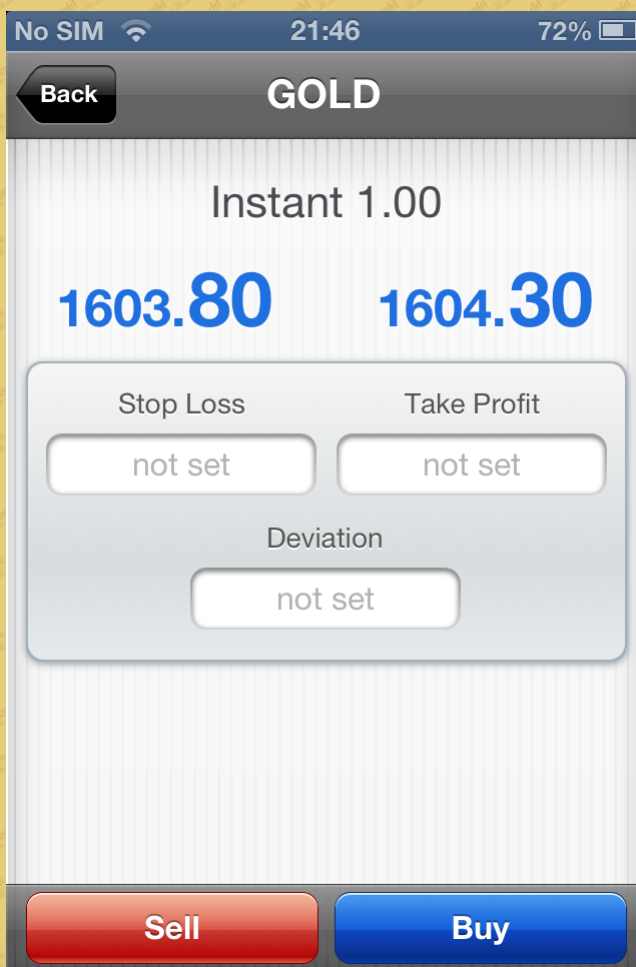 No SIM 21:46 72%
Back GOLD
Instant 1.00
1603.80 1604.30
Stop Loss Take Profit
not set not set
Deviation
not set
Sell Buy